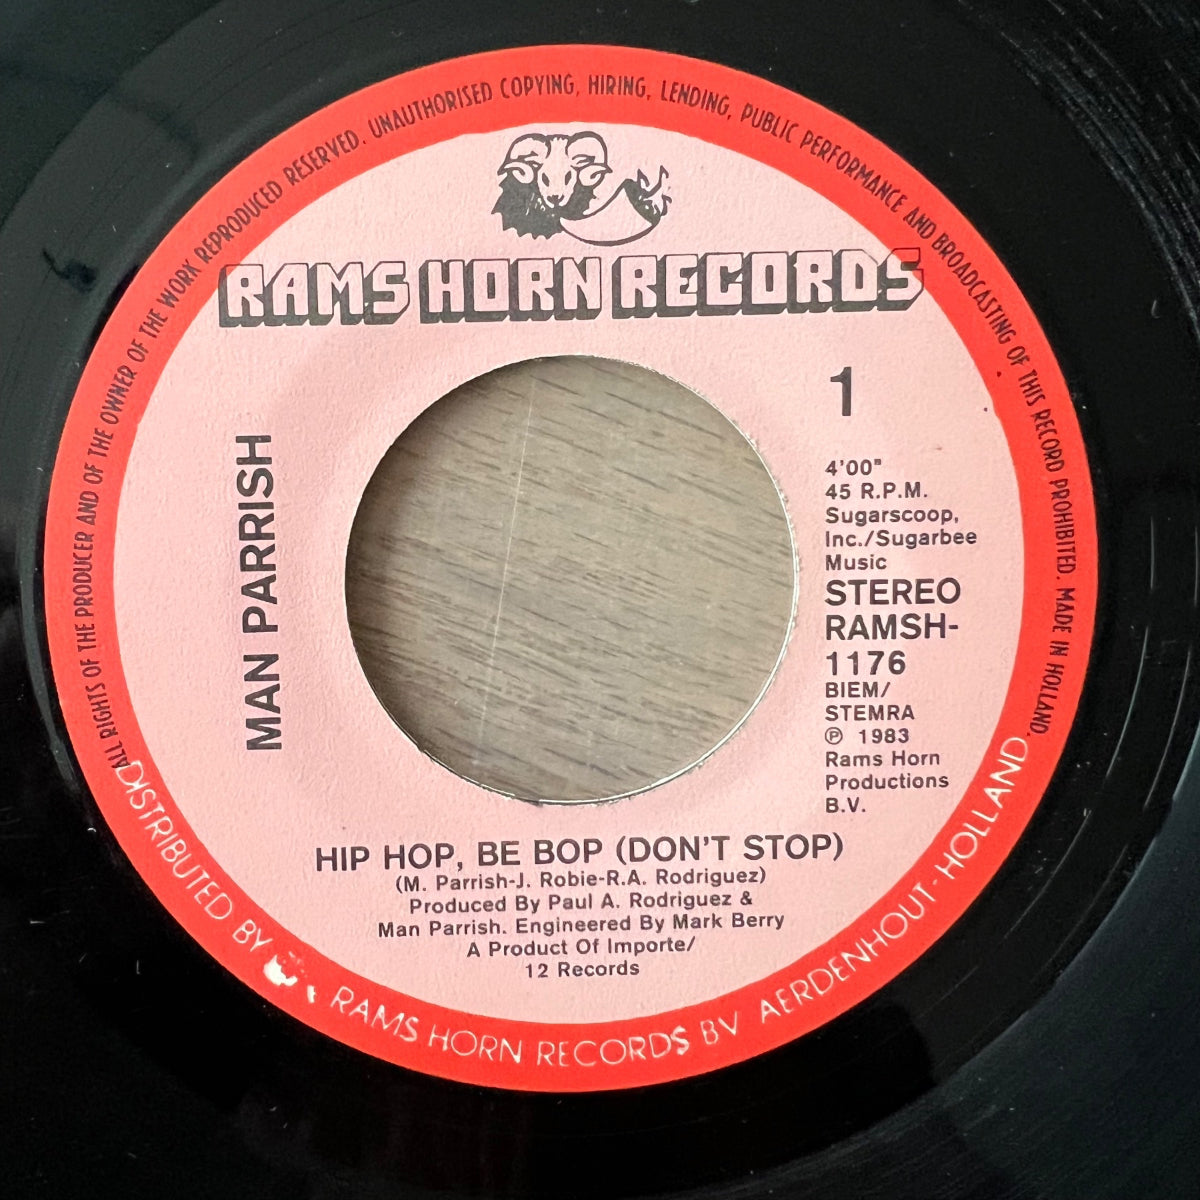 ALL RIGHTS OF THE PRODUCER AND OF THE OWNER OF THE WORK REPRODUCED RESERVED. UNAUTHORISED COPYING, HIRING, LENDING, PUBLIC PERFORMANCE AND BROADCASTING OF THIS RECORD PROHIBITED. MADE IN HOLLAND.
RAMS HORN RECORDS
MAN PARRISH
1
4'00"
45 R.P.M.
Sugarscoop,
Inc./Sugarbee
Music
STEREO
RAMSH-
1176
BIEM/
STEMRA
℗ 1983
Rams Horn
Productions
B.V.
HIP HOP, BE BOP (DON'T STOP)
(M. Parrish-J. Robie-R.A. Rodriguez)
Produced By Paul A. Rodriguez &
Man Parrish. Engineered By Mark Berry
A Product Of Importe/
12 Records
DISTRIBUTED BY RAMS HORN RECORDS BV AERDENHOUT-HOLLAND